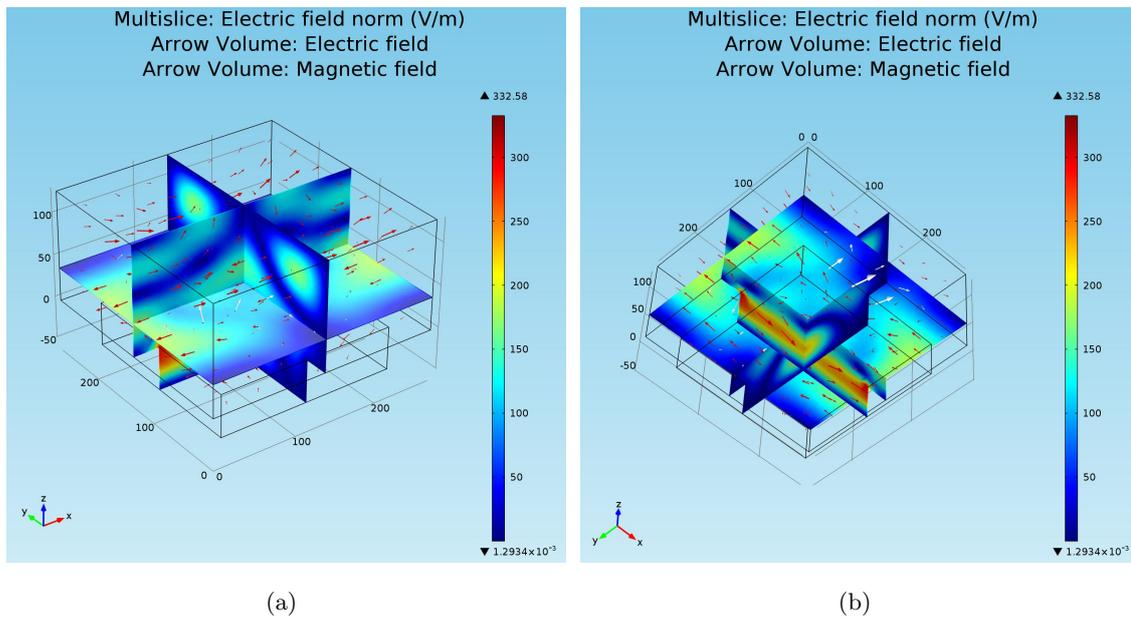 Multislice: Electric field norm (V/m)
Arrow Volume: Electric field
Arrow Volume: Magnetic field
▲ 332.58
300
250
200
150
100
50
▼ 1.2934×10⁻³
100
50
0
-50
200
100
0
0
100
200
z
y
x
(a)
Multislice: Electric field norm (V/m)
Arrow Volume: Electric field
Arrow Volume: Magnetic field
▲ 332.58
300
250
200
150
100
50
▼ 1.2934×10⁻³
0 0
100
100
200
200
100
50
0
-50
z
y
x
(b)